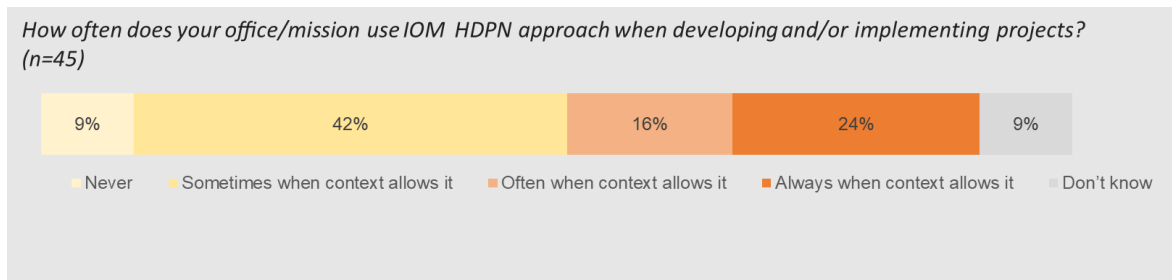 How often does your office/mission use IOM HDPN approach when developing and/or implementing projects?
(n=45)
9% 42% 16% 24% 9%
Never Sometimes when context allows it Often when context allows it Always when context allows it Don’t know